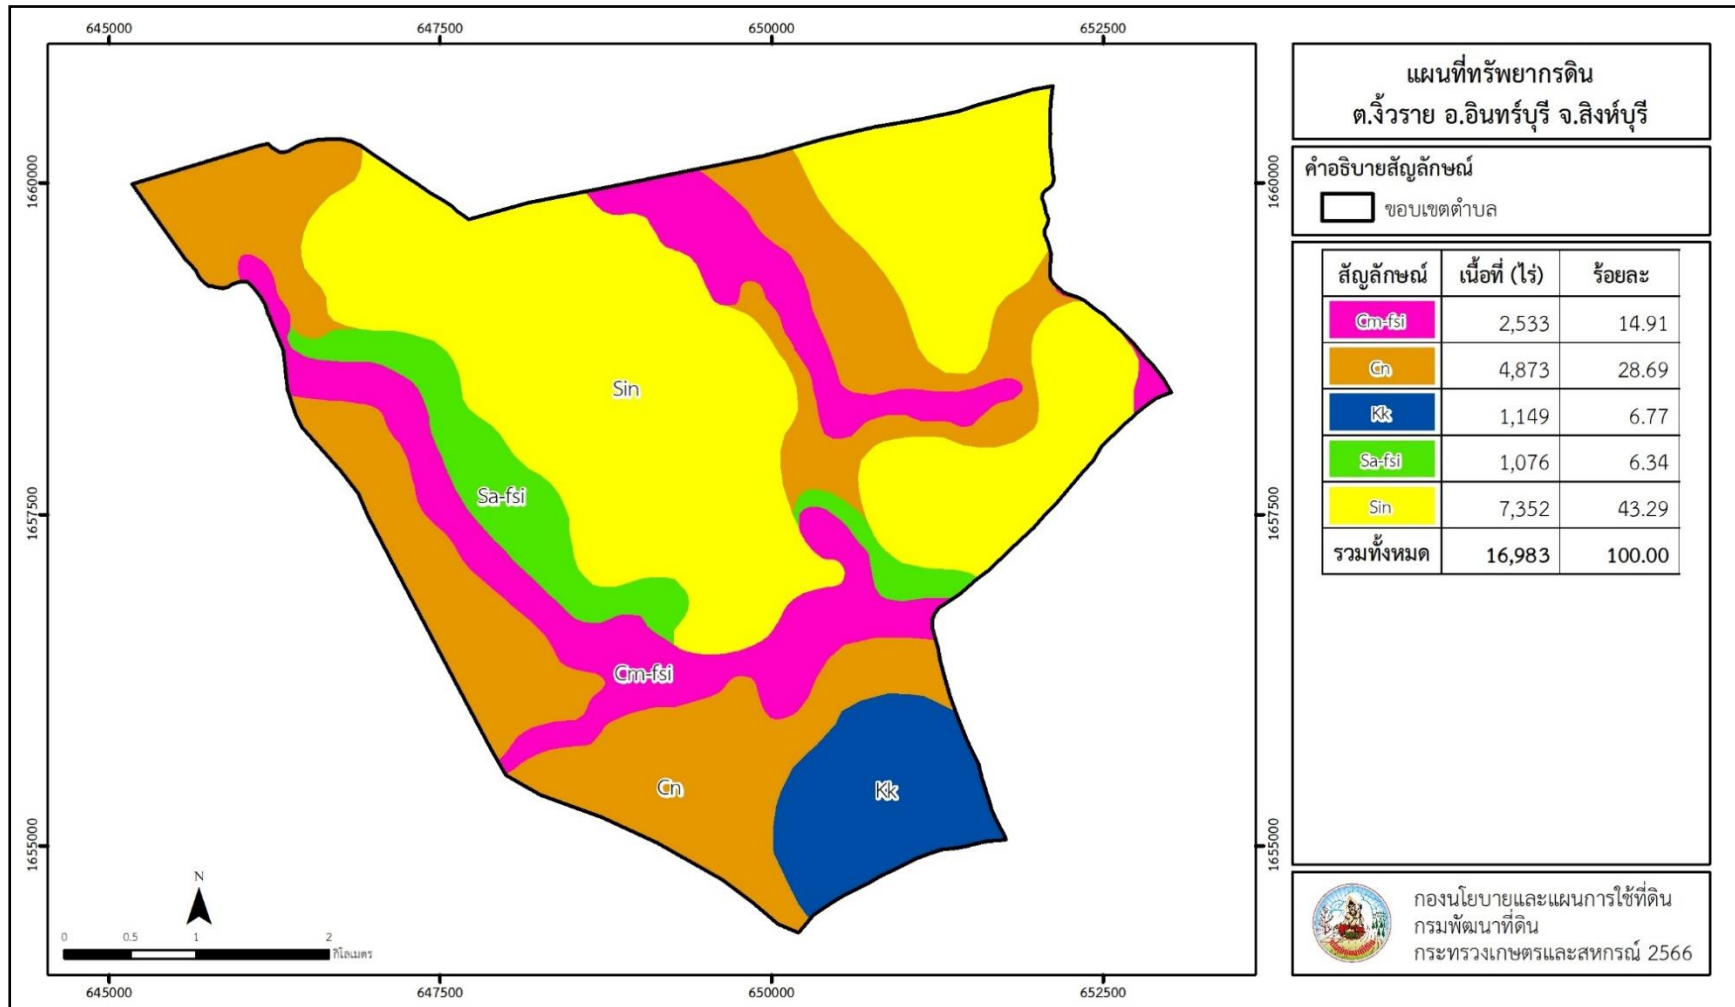 645000
647500
650000
652500
1660000
1660000
1657500
1657500
1655000
1655000
Sin
Sa-fsi
Cm-fsi
Cn
Kk
N
0 0.5 1 2
กิโลเมตร
645000
647500
650000
652500
แผนที่ทรัพยากรดิน
ต.งิ้วราย อ.อินทร์บุรี จ.สิงห์บุรี
คำอธิบายสัญลักษณ์
ขอบเขตตำบล
สัญลักษณ์ เนื้อที่ (ไร่) ร้อยละ
Cm-fsi 2,533 14.91
Cn 4,873 28.69
Kk 1,149 6.77
Sa-fsi 1,076 6.34
Sin 7,352 43.29
รวมทั้งหมด 16,983 100.00
กองนโยบายและแผนการใช้ที่ดิน
กรมพัฒนาที่ดิน
กระทรวงเกษตรและสหกรณ์ 2566